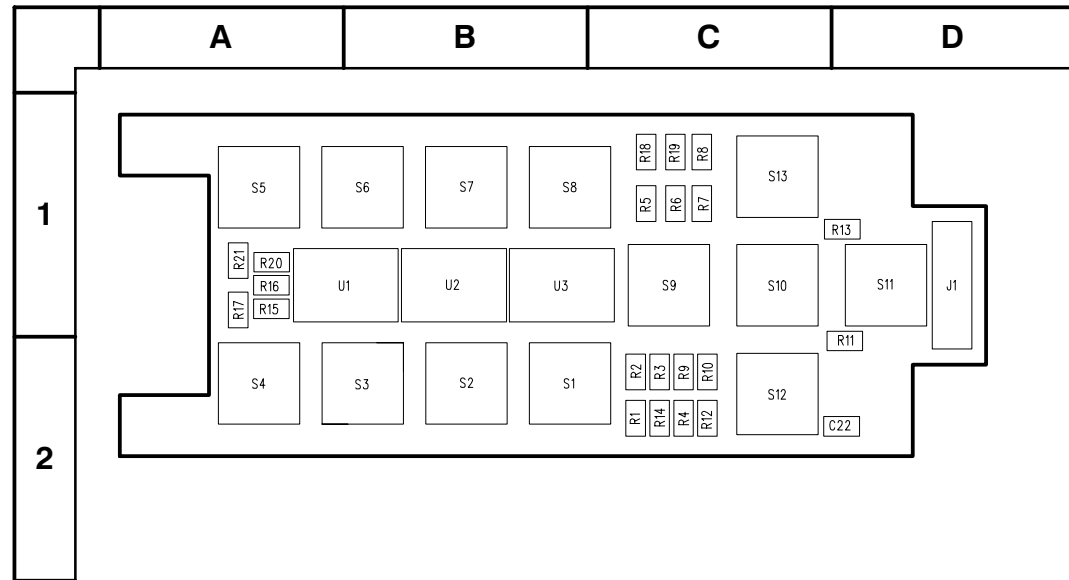 A B C D
R18 R19 R8
S5 S6 S7 S8 S13
R5 R6 R7
R13
R21 R20
R16
U1 U2 U3 S9 S10 S11 J1
R17 R15
1
R11
R2 R3 R9 R10
S4 S3 S2 S1 S12
R1 R14 R4 R12 C22
2